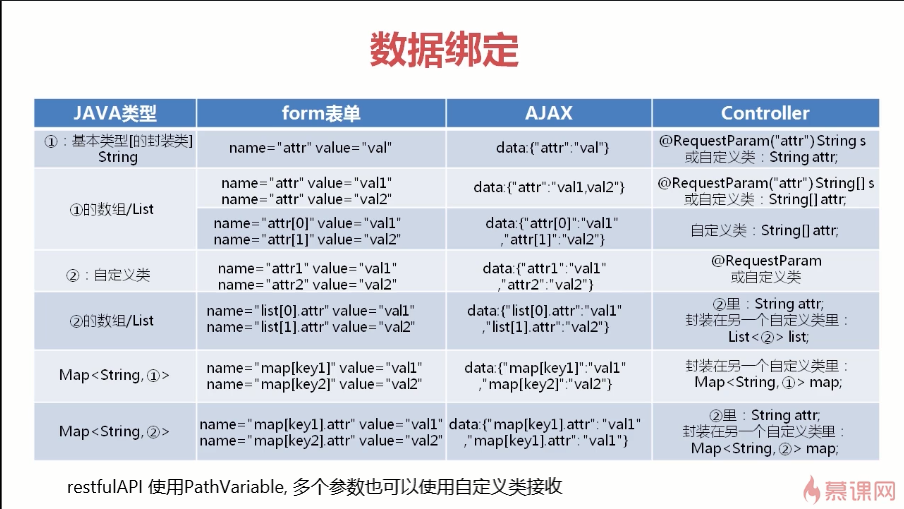 数据绑定
JAVA类型 form表单 AJAX Controller
①：基本类型[的封装类]
String
name="attr" value="val"
data:{"attr":"val"}
@RequestParam("attr") String s
或自定义类：String attr;
①的数组/List
name="attr" value="val1"
name="attr" value="val2"
data:{"attr":"val1,val2"}
@RequestParam("attr") String[] s
或自定义类：String[] attr;
name="attr[0]" value="val1"
name="attr[1]" value="val2"
data:{"attr[0]":"val1"
,"attr[1]":"val2"}
自定义类：String[] attr;
②：自定义类
name="attr1" value="val1"
name="attr2" value="val2"
data:{"attr1":"val1"
,"attr2":"val2"}
@RequestParam
或自定义类
②的数组/List
name="list[0].attr" value="val1"
name="list[1].attr" value="val2"
data:{"list[0].attr":"val1"
,"list[1].attr":"val2"}
②里：String attr;
封装在另一个自定义类里：
List<②> list;
Map<String,①>
name="map[key1]" value="val1"
name="map[key2]" value="val2"
data:{"map[key1]":"val1"
,"map[key2]":"val2"}
封装在另一个自定义类里：
Map<String,①> map;
Map<String,②>
name="map[key1].attr" value="val1"
name="map[key2].attr" value="val2"
data:{"map[key1].attr":"val1"
,"map[key1].attr":"val1"}
②里：String attr;
封装在另一个自定义类里：
Map<String,②> map;
restfulAPI 使用PathVariable, 多个参数也可以使用自定义类接收
慕课网